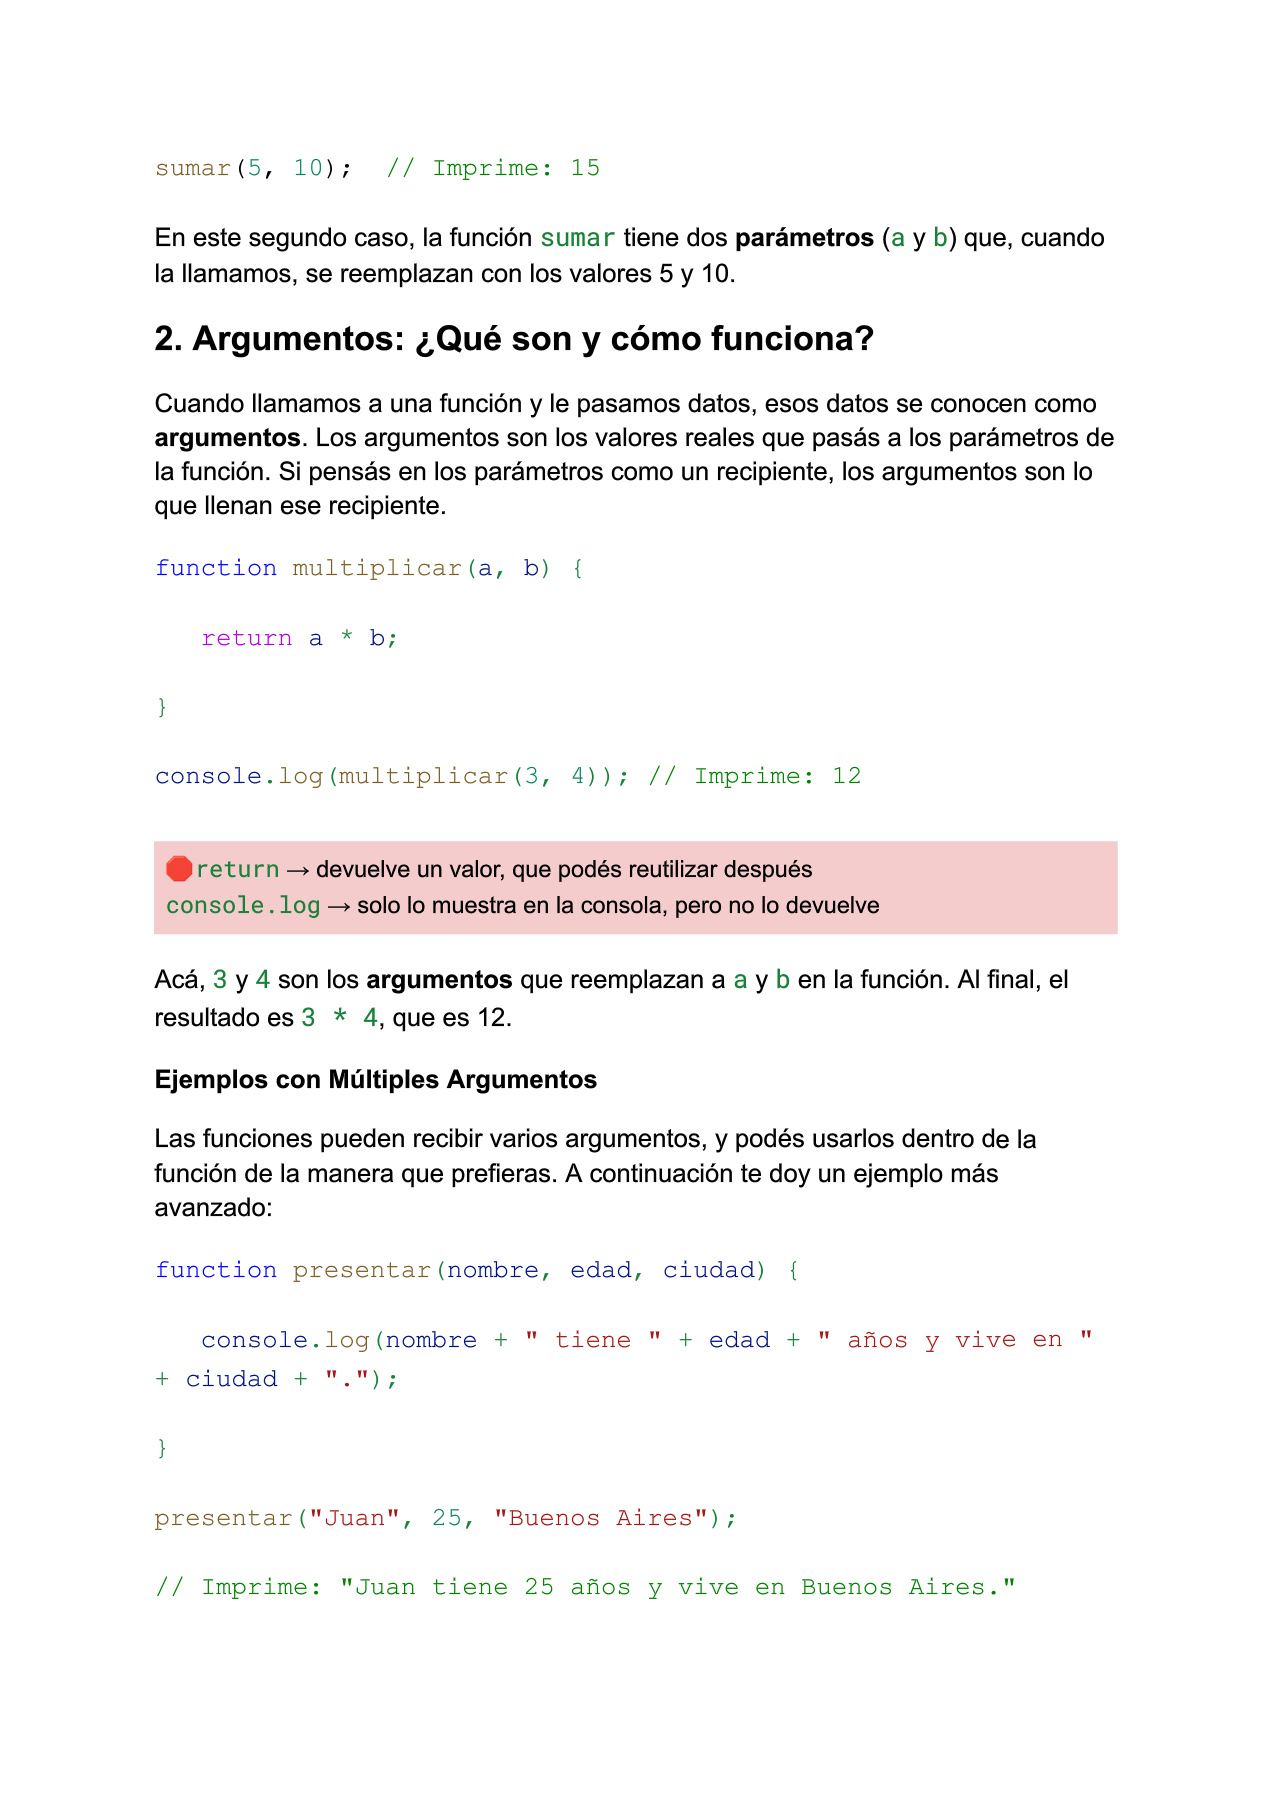 sumar(5, 10);  // Imprime: 15
En este segundo caso, la función sumar tiene dos parámetros (a y b) que, cuando
la llamamos, se reemplazan con los valores 5 y 10.
2. Argumentos: ¿Qué son y cómo funciona?
Cuando llamamos a una función y le pasamos datos, esos datos se conocen como
argumentos. Los argumentos son los valores reales que pasás a los parámetros de
la función. Si pensás en los parámetros como un recipiente, los argumentos son lo
que llenan ese recipiente.
function multiplicar(a, b) {
   return a * b;
}
console.log(multiplicar(3, 4)); // Imprime: 12
🛑return → devuelve un valor, que podés reutilizar después
console.log → solo lo muestra en la consola, pero no lo devuelve
Acá, 3 y 4 son los argumentos que reemplazan a a y b en la función. Al final, el
resultado es 3 * 4, que es 12.
Ejemplos con Múltiples Argumentos
Las funciones pueden recibir varios argumentos, y podés usarlos dentro de la
función de la manera que prefieras. A continuación te doy un ejemplo más
avanzado:
function presentar(nombre, edad, ciudad) {
   console.log(nombre + " tiene " + edad + " años y vive en "
+ ciudad + ".");
}
presentar("Juan", 25, "Buenos Aires");
// Imprime: "Juan tiene 25 años y vive en Buenos Aires."